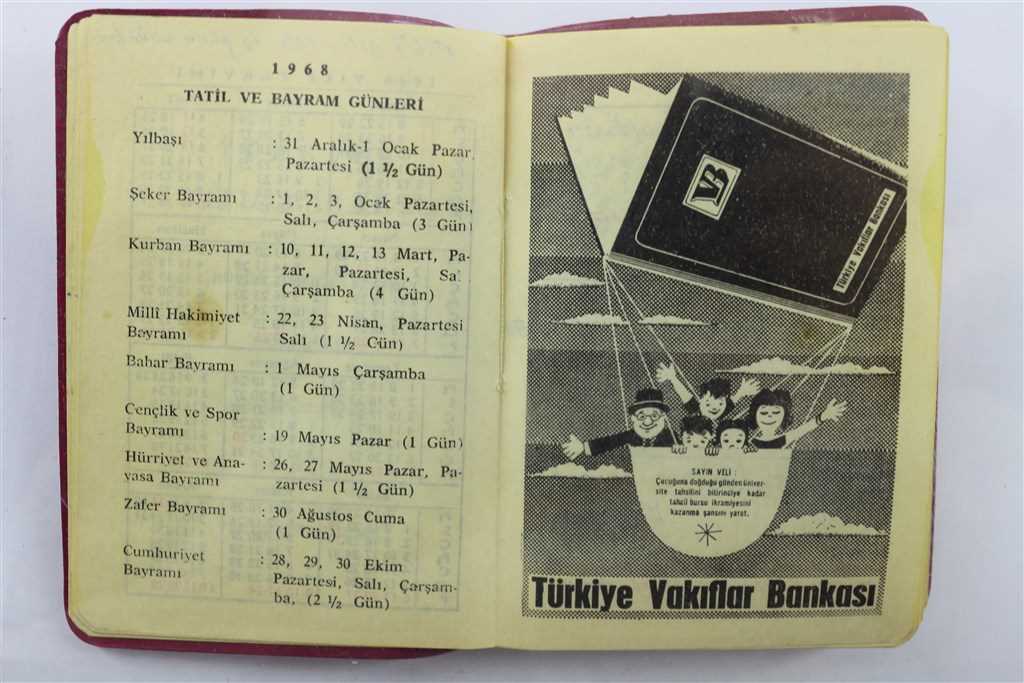 1968
TATİL VE BAYRAM GÜNLERİ
Yılbaşı : 31 Aralık-1 Ocak Pazar,
Pazartesi (1 ½ Gün)
Şeker Bayramı : 1, 2, 3, Ocak Pazartesi,
Salı, Çarşamba (3 Gün)
Kurban Bayramı : 10, 11, 12, 13 Mart, Pa-
zar, Pazartesi, Sa
Çarşamba (4 Gün)
Millî Hakimiyet : 22, 23 Nisan, Pazartesi
Bayramı Salı (1 ½ Gün)
Bahar Bayramı : 1 Mayıs Çarşamba
(1 Gün)
Gençlik ve Spor
Bayramı : 19 Mayıs Pazar (1 Gün)
Hürriyet ve Ana- : 26, 27 Mayıs Pazar, Pa-
yasa Bayramı zartesi (1 ½ Gün)
Zafer Bayramı : 30 Ağustos Cuma
(1 Gün)
Cumhuriyet : 28, 29, 30 Ekim
Bayramı Pazartesi, Salı, Çarşam-
ba, (2 ½ Gün)
VB
Türkiye Vakıflar Bankası
SAYIN VELİ :
Çocuğuna doğduğu günden üniver-
site tahsilini bitirinciye kadar
tahsil bursu ikramiyesini
kazanma şansını yarat.
Türkiye Vakıflar Bankası